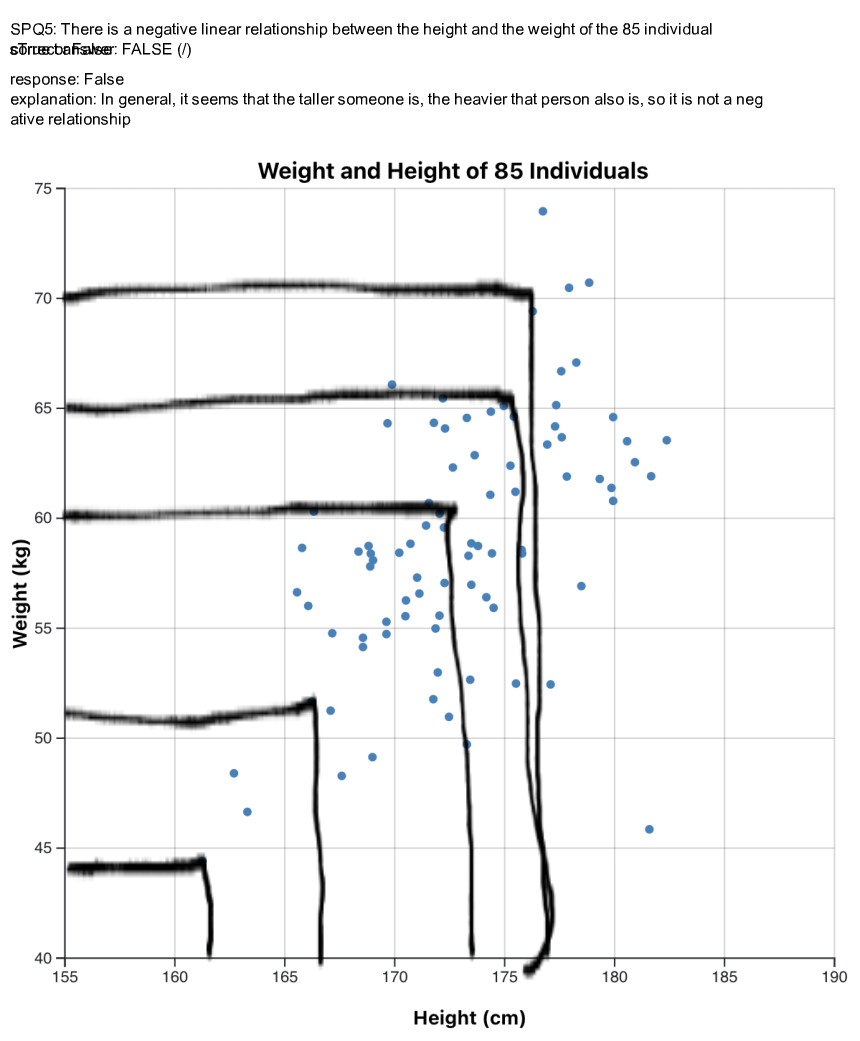 SPQ5: There is a negative linear relationship between the height and the weight of the 85 individual
correct answer: FALSE (/)
response: False
explanation: In general, it seems that the taller someone is, the heavier that person also is, so it is not a neg
ative relationship
Weight and Height of 85 Individuals
75
70
65
60
55
50
45
40
Weight (kg)
155 160 165 170 175 180 185 190
Height (cm)